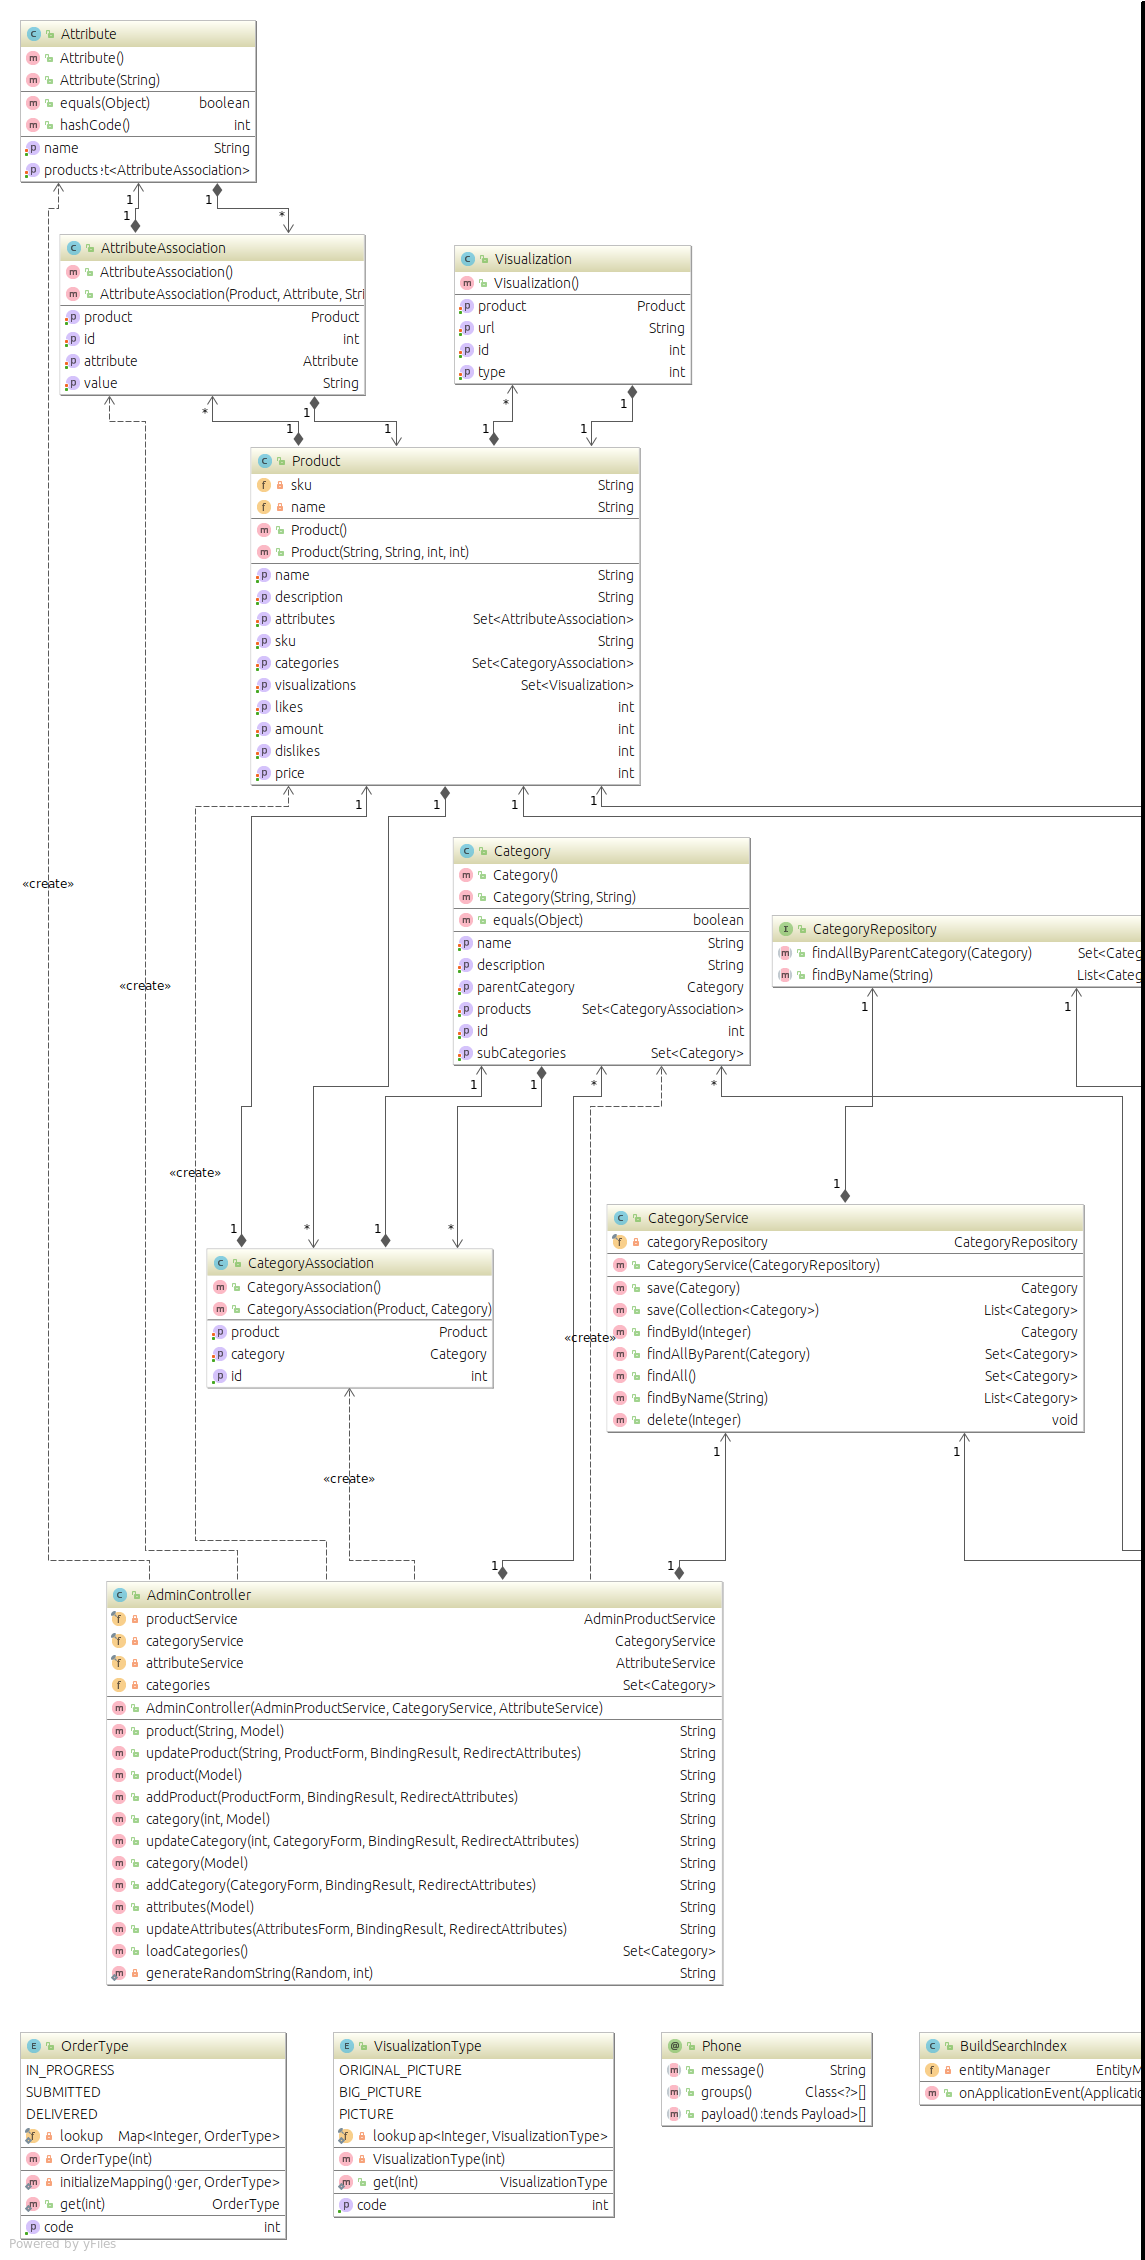 Attribute
Attribute()
Attribute(String)
equals(Object) boolean
hashCode() int
name String
products :t<AttributeAssociation>
1
1
1
*
AttributeAssociation
AttributeAssociation()
AttributeAssociation(Product, Attribute, Stri
product Product
id int
attribute Attribute
value String
Visualization
Visualization()
product Product
url String
id int
type int
*
1
1
1
*
1
1
1
Product
sku String
name String
Product()
Product(String, String, int, int)
name String
description String
attributes Set<AttributeAssociation>
sku String
categories Set<CategoryAssociation>
visualizations Set<Visualization>
likes int
amount int
dislikes int
price int
1
1
1
1
«create»
«create»
«create»
Category
Category()
Category(String, String)
equals(Object) boolean
name String
description String
parentCategory Category
products Set<CategoryAssociation>
id int
subCategories Set<Category>
CategoryRepository
findAllByParentCategory(Category) Set<Categ
findByName(String) List<Categ
1
1
1
1
*
*
1
1
*
1
*
CategoryAssociation
CategoryAssociation()
CategoryAssociation(Product, Category)
product Product
category Category
id int
«create»
«create»
CategoryService
categoryRepository CategoryRepository
CategoryService(CategoryRepository)
save(Category) Category
save(Collection<Category>) List<Category>
findById(Integer) Category
findAllByParent(Category) Set<Category>
findAll() Set<Category>
findByName(String) List<Category>
delete(Integer) void
1
1
1
1
AdminController
productService AdminProductService
categoryService CategoryService
attributeService AttributeService
categories Set<Category>
AdminController(AdminProductService, CategoryService, AttributeService)
product(String, Model) String
updateProduct(String, ProductForm, BindingResult, RedirectAttributes) String
product(Model) String
addProduct(ProductForm, BindingResult, RedirectAttributes) String
category(int, Model) String
updateCategory(int, CategoryForm, BindingResult, RedirectAttributes) String
category(Model) String
addCategory(CategoryForm, BindingResult, RedirectAttributes) String
attributes(Model) String
updateAttributes(AttributesForm, BindingResult, RedirectAttributes) String
loadCategories() Set<Category>
generateRandomString(Random, int) String
OrderType
IN_PROGRESS
SUBMITTED
DELIVERED
lookup Map<Integer, OrderType>
OrderType(int)
initializeMapping() ger, OrderType>
get(int) OrderType
code int
VisualizationType
ORIGINAL_PICTURE
BIG_PICTURE
PICTURE
lookup ap<Integer, VisualizationType>
VisualizationType(int)
get(int) VisualizationType
code int
Phone
message() String
groups() Class<?>[]
payload() :tends Payload>[]
BuildSearchIndex
entityManager EntityM
onApplicationEvent(Applicatio
Powered by yFiles